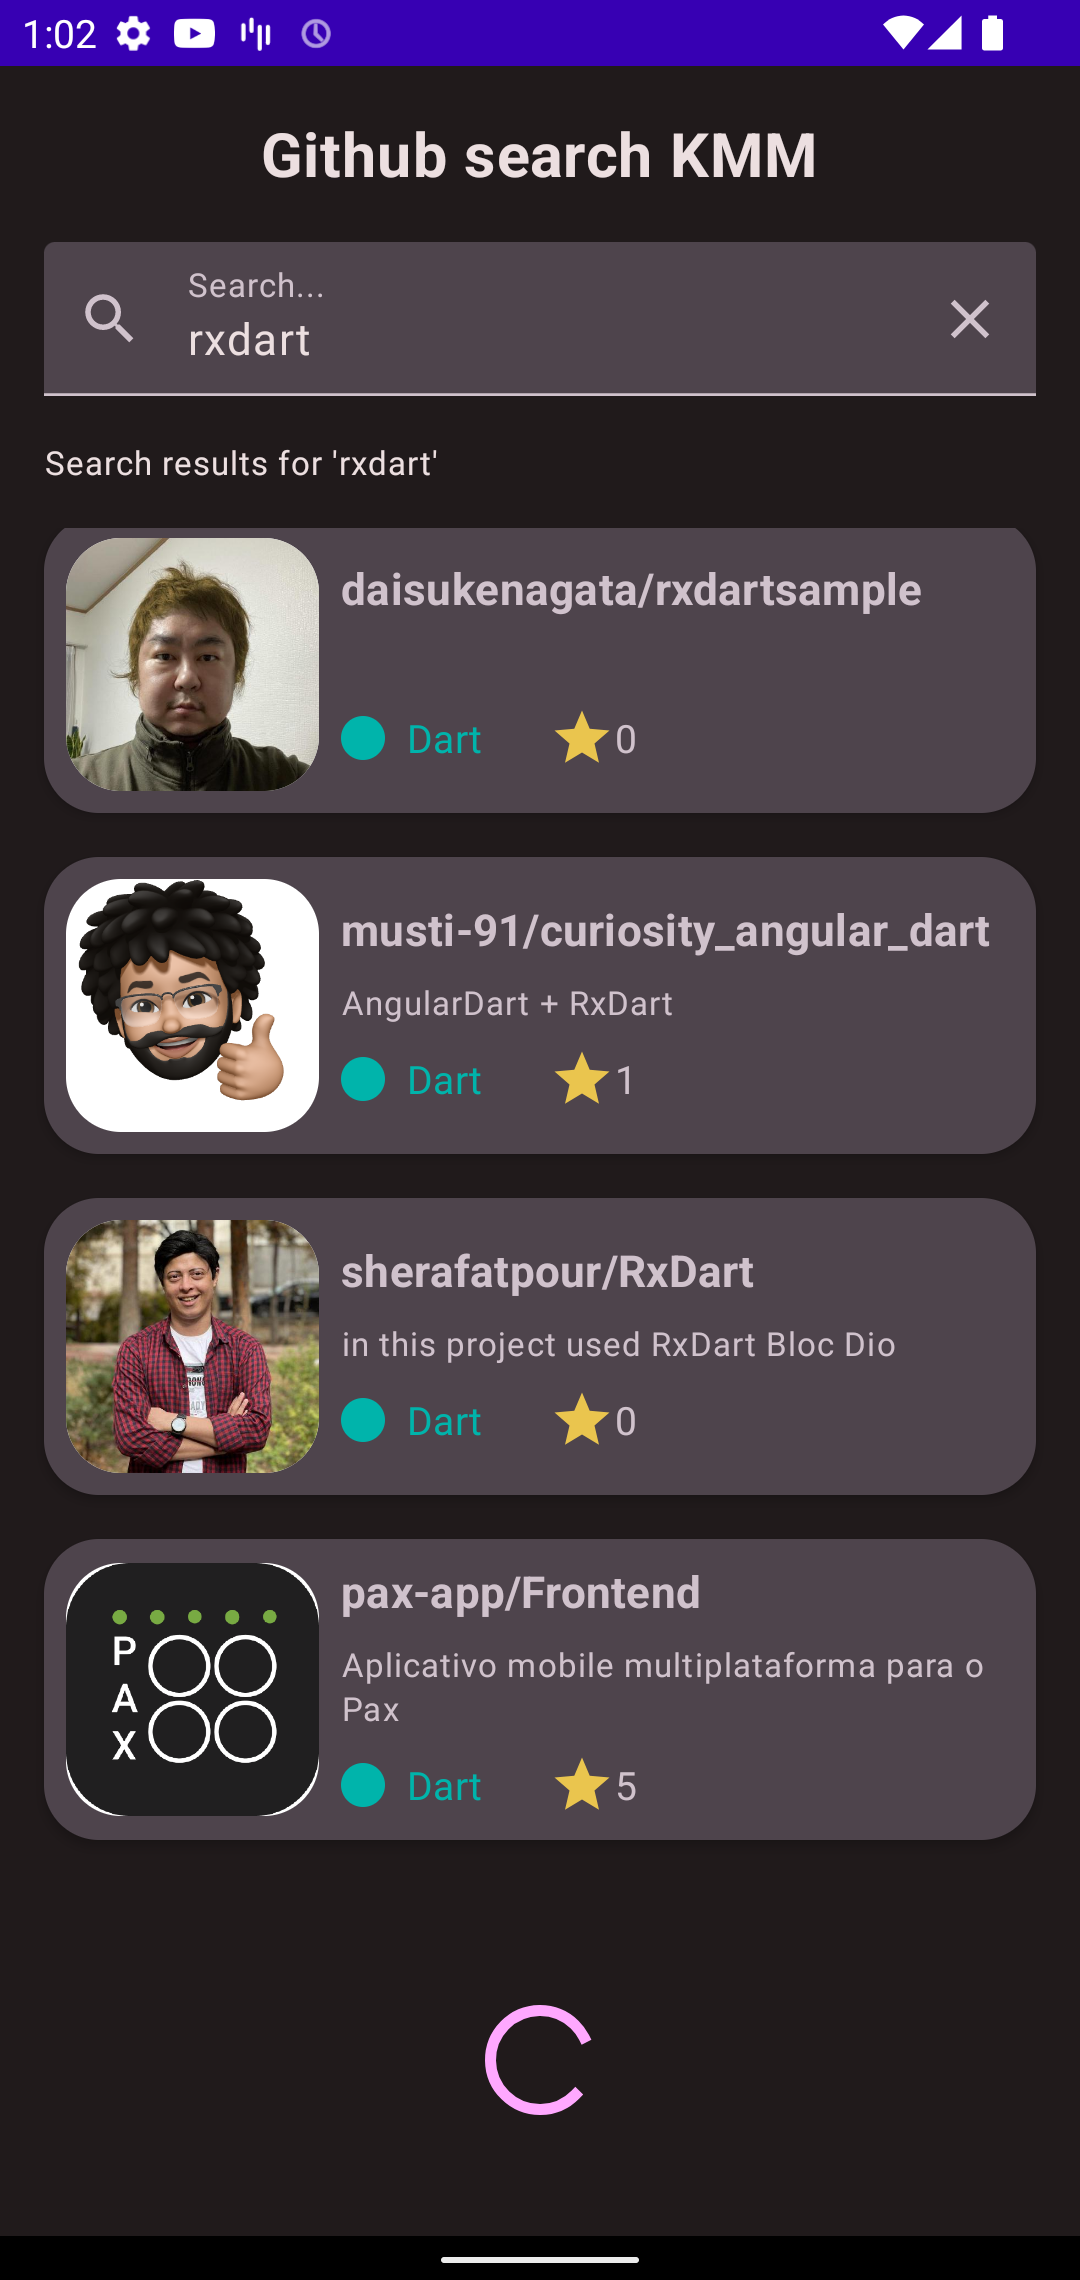 1:02
Github search KMM
Search...
rxdart
Search results for 'rxdart'
daisukenagata/rxdartsample
Dart 0
musti-91/curiosity_angular_dart
AngularDart + RxDart
Dart 1
sherafatpour/RxDart
in this project used RxDart Bloc Dio
Dart 0
P
A
X
pax-app/Frontend
Aplicativo mobile multiplataforma para o
Pax
Dart 5